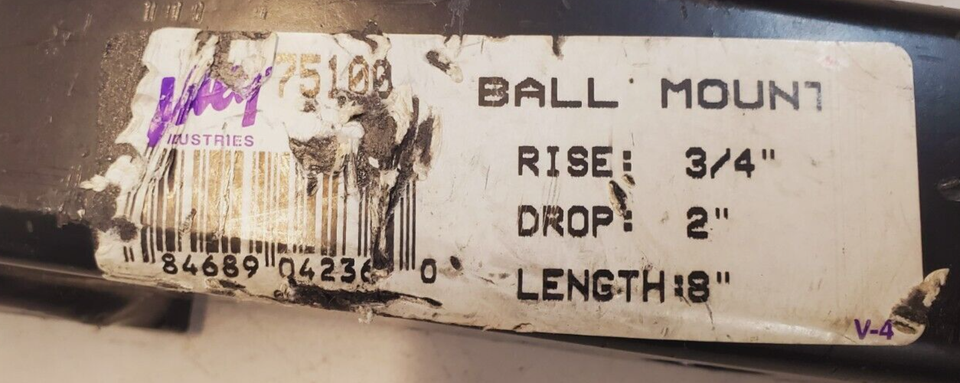 75100
INDUSTRIES
84689 04236 0
BALL MOUNT
RISE: 3/4"
DROP: 2"
LENGTH:8"
V-4